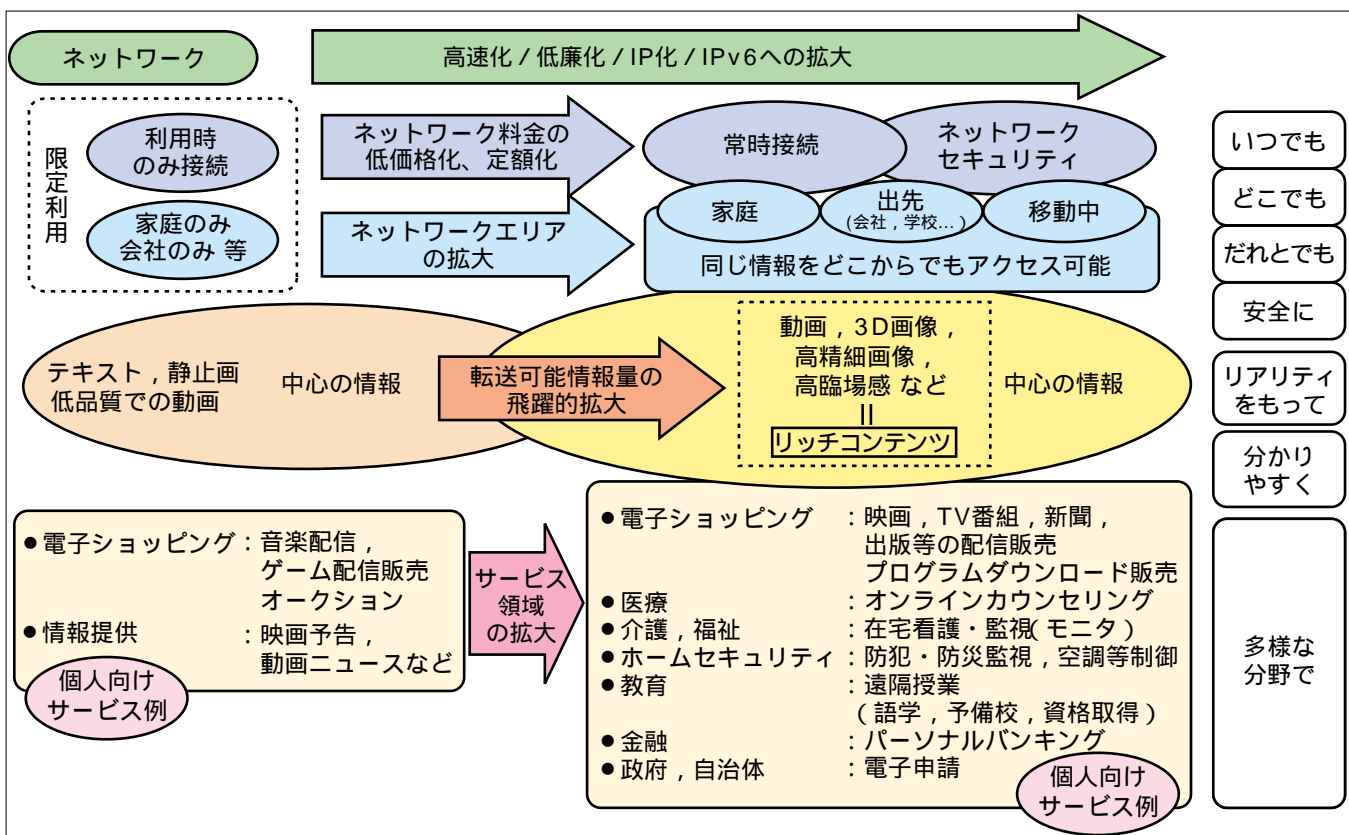 ネットワーク
高速化/低廉化/IP化/IPv6への拡大
限定利用
利用時
のみ接続
家庭のみ
会社のみ 等
ネットワーク料金の
低価格化、定額化
ネットワークエリア
の拡大
常時接続
ネットワーク
セキュリティ
家庭
出先
(会社,学校…)
移動中
同じ情報をどこからでもアクセス可能
テキスト,静止画
低品質での動画
中心の情報
転送可能情報量の
飛躍的拡大
動画,3D画像,
高精細画像,
高臨場感 など
=
リッチコンテンツ
中心の情報
●電子ショッピング:音楽配信,
ゲーム配信販売
オークション
●情報提供 :映画予告,
動画ニュースなど
個人向け
サービス例
サービス
領域
の拡大
●電子ショッピング :映画,TV番組,新聞,
出版等の配信販売
プログラムダウンロード販売
●医療 :オンラインカウンセリング
●介護,福祉 :在宅看護・監視(モニタ)
●ホームセキュリティ:防犯・防災監視,空調等制御
●教育 :遠隔授業
(語学,予備校,資格取得)
●金融 :パーソナルバンキング
●政府,自治体 :電子申請
個人向け
サービス例
いつでも
どこでも
だれとでも
安全に
リアリティ
をもって
分かり
やすく
多様な
分野で